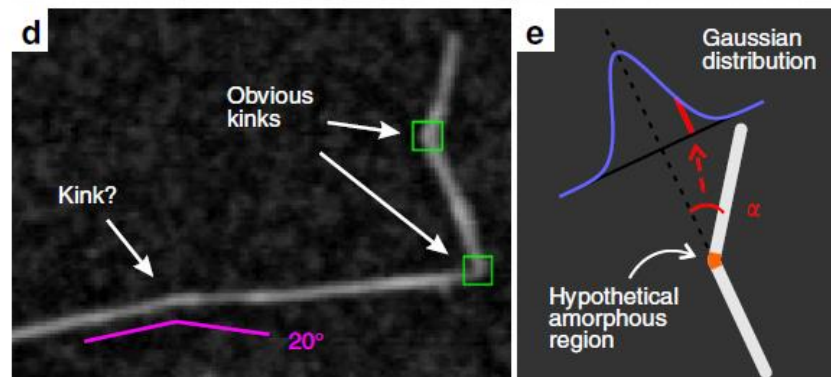 d
Obvious
kinks
Kink?
20°
e
Gaussian
distribution
α
Hypothetical
amorphous
region